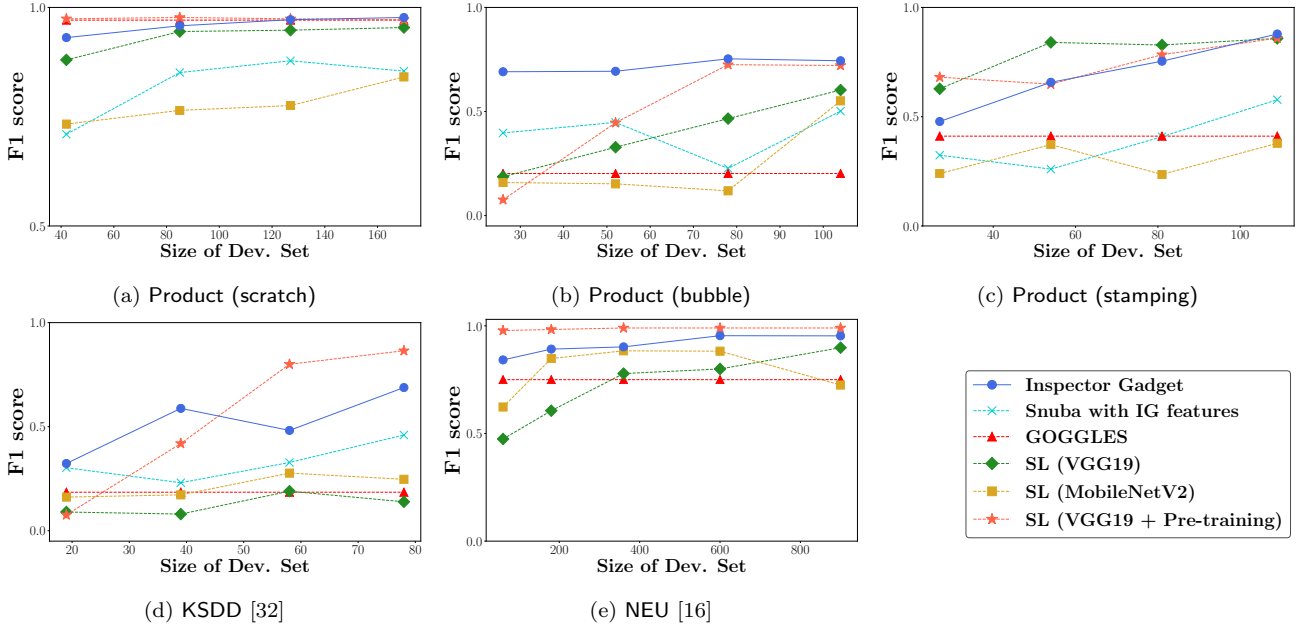 1.0
0.5
F1 score
40 60 80 100 120 140 160
Size of Dev. Set
(a) Product (scratch)
1.0
0.5
0.0
F1 score
30 40 50 60 70 80 90 100
Size of Dev. Set
(b) Product (bubble)
1.0
0.5
0.0
F1 score
40 60 80 100
Size of Dev. Set
(c) Product (stamping)
1.0
0.5
0.0
F1 score
20 30 40 50 60 70 80
Size of Dev. Set
(d) KSDD [32]
1.0
0.5
F1 score
200 400 600 800
Size of Dev. Set
(e) NEU [16]
Inspector Gadget
Snuba with IG features
GOGGLES
SL (VGG19)
SL (MobileNetV2)
SL (VGG19 + Pre-training)